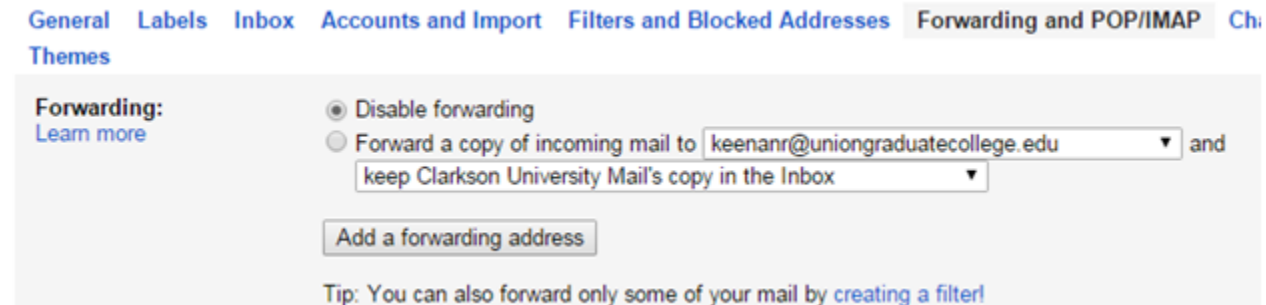 General Labels Inbox Accounts and Import Filters and Blocked Addresses Forwarding and POP/IMAP
Themes
Forwarding: Disable forwarding
Learn more Forward a copy of incoming mail to keenanr@uniongraduatecollege.edu and
keep Clarkson University Mail's copy in the Inbox
Add a forwarding address
Tip: You can also forward only some of your mail by creating a filter!